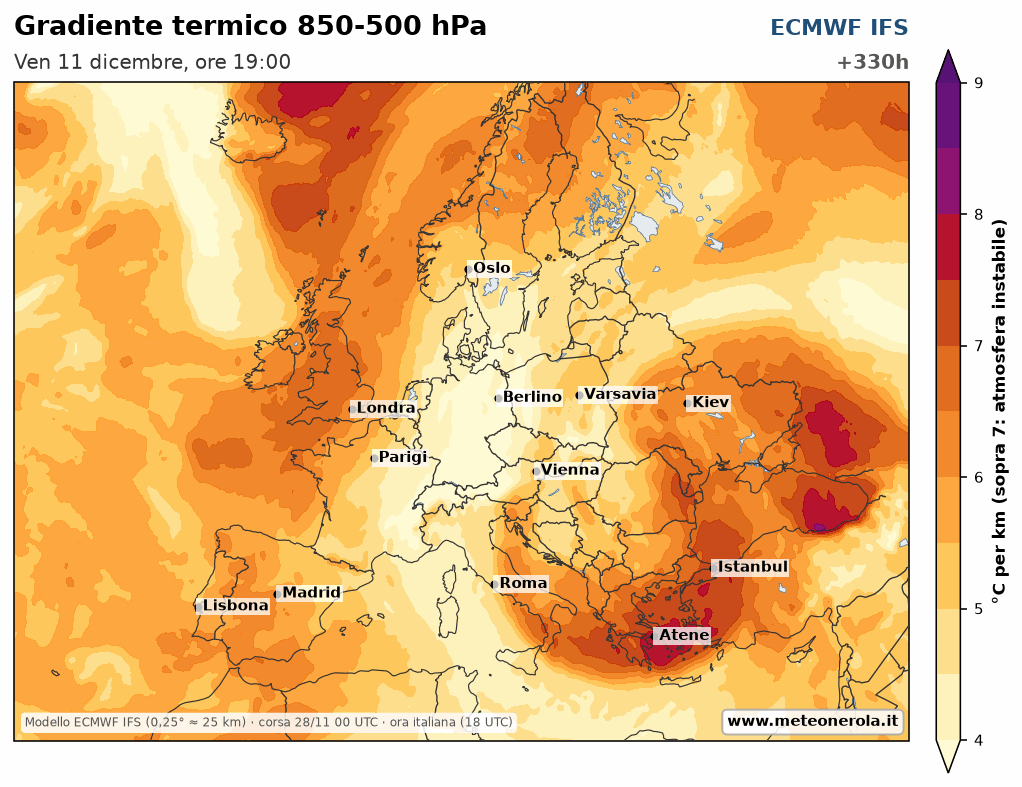 Gradiente termico 850-500 hPa
ECMWF IFS
Ven 11 dicembre, ore 19:00
+330h
9
8
7
6
5
4
°C per km (sopra 7: atmosfera instabile)
Oslo
Berlino
Varsavia
Kiev
Londra
Parigi
Vienna
Istanbul
Roma
Madrid
Lisbona
Atene
Modello ECMWF IFS (0,25° ≈ 25 km) · corsa 28/11 00 UTC · ora italiana (18 UTC)
www.meteonerola.it